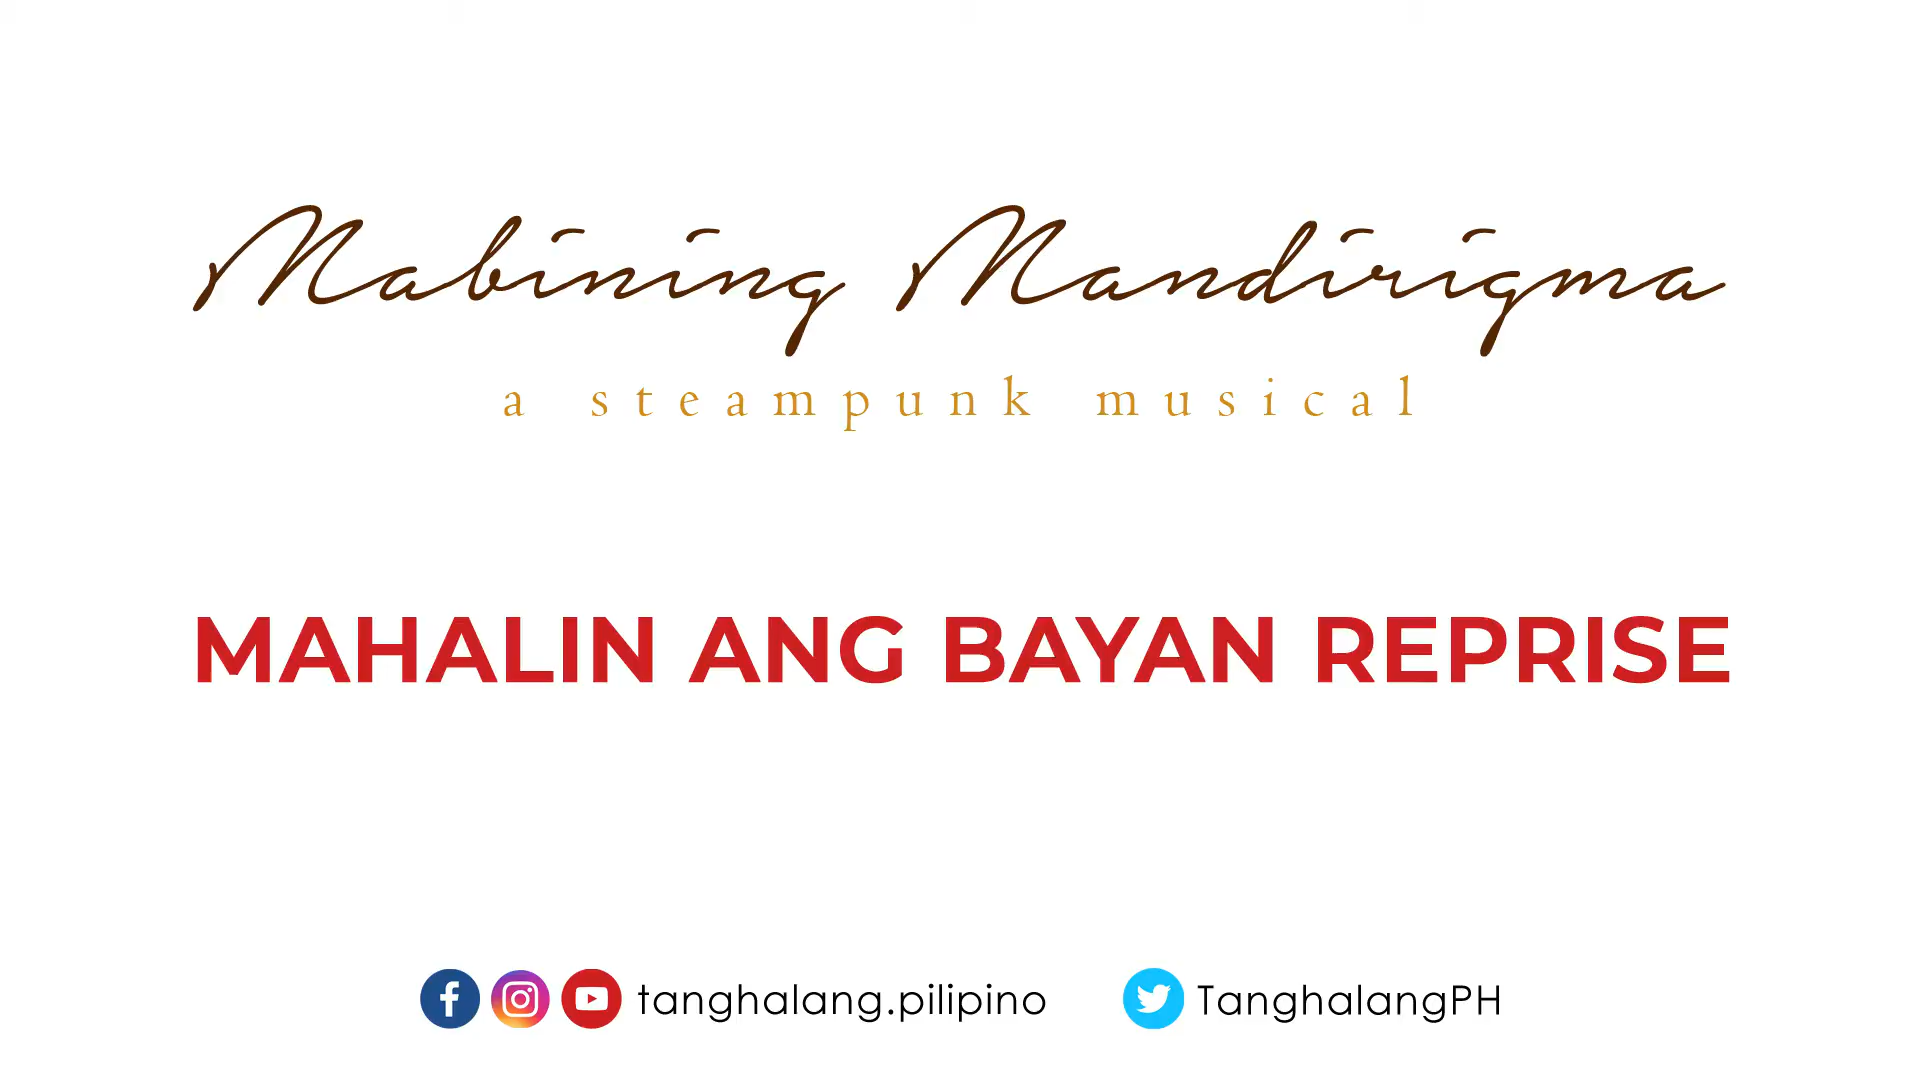 Mabining Mandirigma
a steampunk musical
MAHALIN ANG BAYAN REPRISE
tanghalang.pilipino TanghalangPH